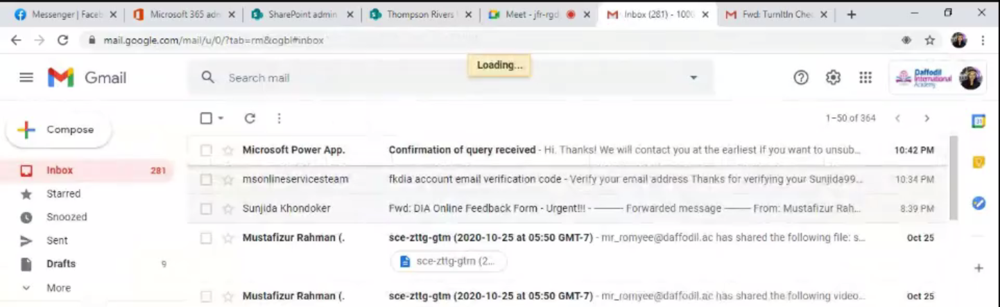 Messenger | Faceb
Microsoft 365 adm
SharePoint admin
Thompson Rivers
Meet - jfr-rgd
Inbox (281) - 1000
Fwd: TurnItIn Chec
mail.google.com/mail/u/0/?tab=rm&ogbl#inbox
Loading...
Gmail
Search mail
Daffodil
International
Academy
Compose
1–50 of 364
31
Microsoft Power App. Confirmation of query received - Hi. Thanks! We will contact you at the earliest if you want to unsub... 10:42 PM
Inbox 281
msonlineservicesteam fkdia account email verification code - Verify your email address Thanks for verifying your Sunjida99... 10:34 PM
Starred
Sunjida Khondoker Fwd: DIA Online Feedback Form - Urgent!!! - ——— Forwarded message ——— From: Mustafizur Rah... 8:39 PM
Snoozed
Sent
Mustafizur Rahman (. sce-zttg-gtm (2020-10-25 at 05:50 GMT-7) - mr_romyee@daffodil.ac has shared the following file: s... Oct 25
Drafts 9
sce-zttg-gtm (2...
More
Mustafizur Rahman (. sce-zttg-gtm (2020-10-25 at 05:50 GMT-7) - mr_romyee@daffodil.ac has shared the following video... Oct 25